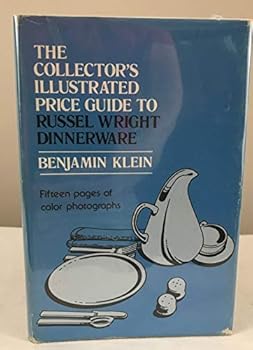 THE
COLLECTOR'S
ILLUSTRATED
PRICE GUIDE TO
RUSSEL WRIGHT
DINNERWARE
BENJAMIN KLEIN
Fifteen pages of
color photographs